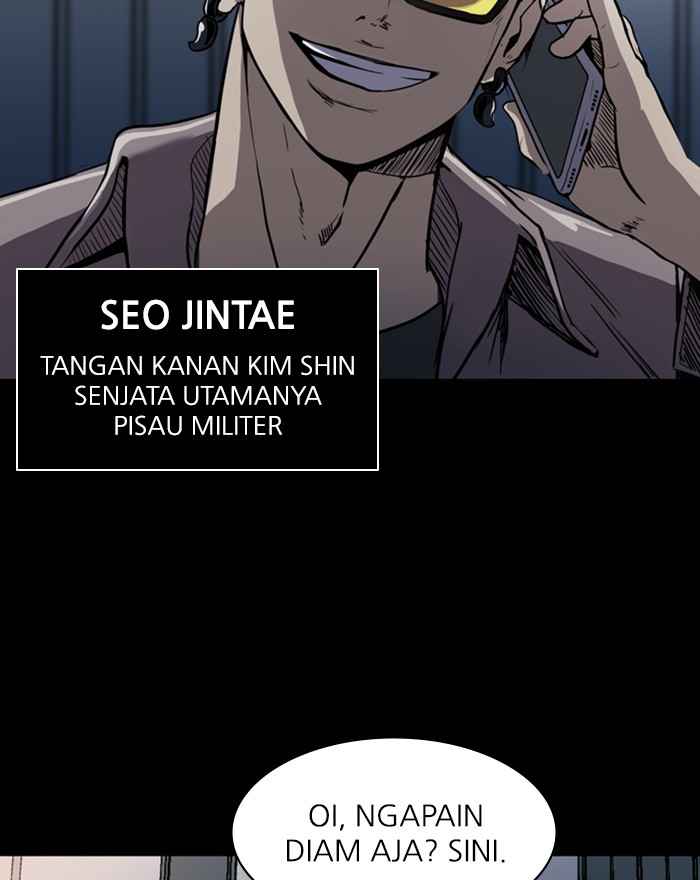 SEO JINTAE
TANGAN KANAN KIM SHIN
SENJATA UTAMANYA
PISAU MILITER
OI, NGAPAIN
DIAM AJA? SINI.